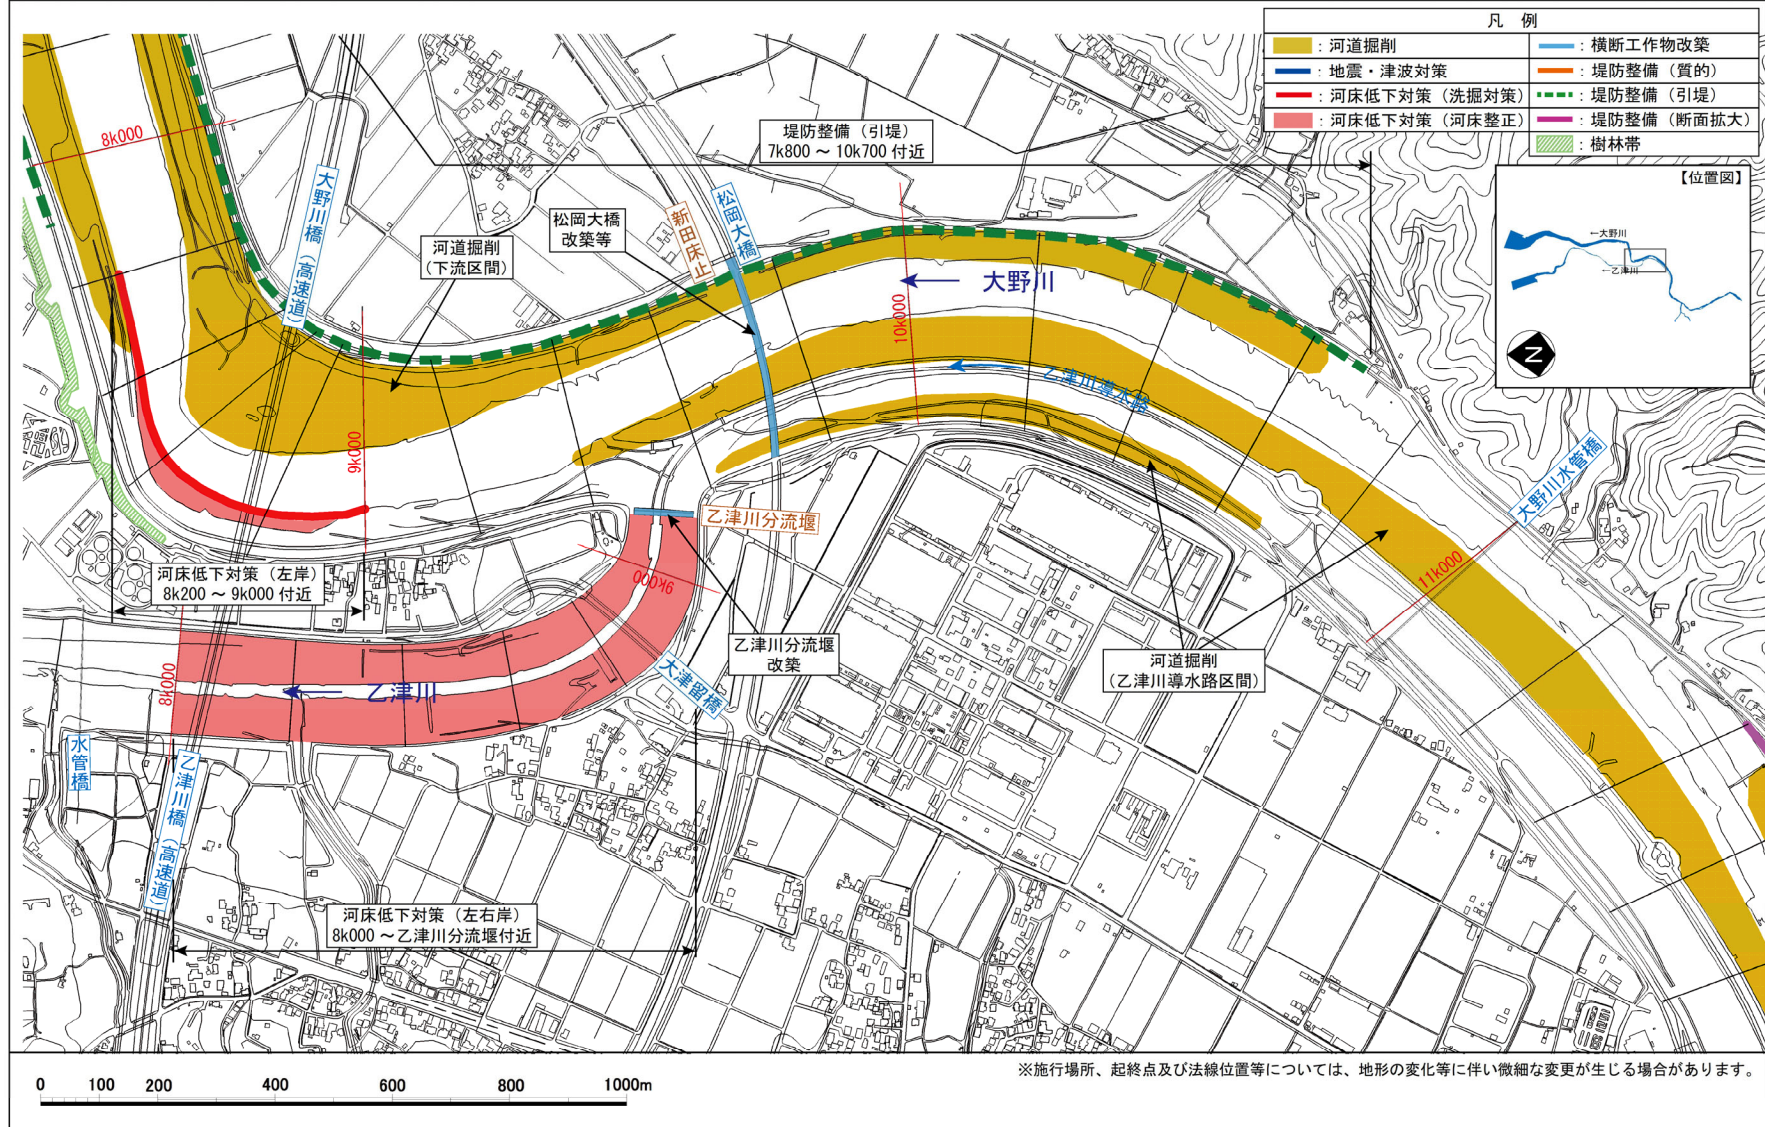 凡 例
：河道掘削
：横断工作物改築
：地震・津波対策
：堤防整備（質的）
：河床低下対策（洗掘対策）
：堤防整備（引堤）
：河床低下対策（河床整正）
：堤防整備（断面拡大）
：樹林帯
【位置図】
←大野川
←乙津川
N
8k000
堤防整備（引堤）
7k800 ～ 10k700 付近
大野川橋（高速道）
松岡大橋
改築等
新田床止
松岡大橋
河道掘削
（下流区間）
大野川
10k000
乙津川導水路
9k000
大野川水管橋
乙津川分流堰
11k000
河床低下対策（左岸）
8k200 ～ 9k000 付近
9k000
乙津川分流堰
改築
河道掘削
（乙津川導水路区間）
大津留橋
8k000
乙津川
水管橋
乙津川橋（高速道）
河床低下対策（左右岸）
8k000 ～乙津川分流堰付近
※施行場所、起終点及び法線位置等については、地形の変化等に伴い微細な変更が生じる場合があります。
0 100 200 400 600 800 1000m